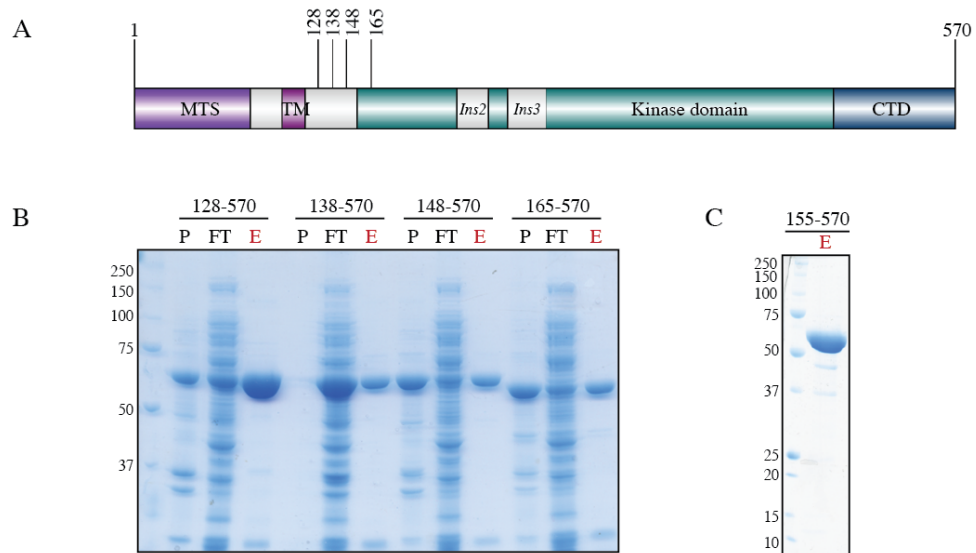 A
1 128 138 148 165 570
MTS TM Ins2 Ins3 Kinase domain CTD
B
128-570 138-570 148-570 165-570
P FT E P FT E P FT E P FT E
250
150
100
75
50
37
C
155-570
E
250
150
100
75
50
37
25
20
15
10